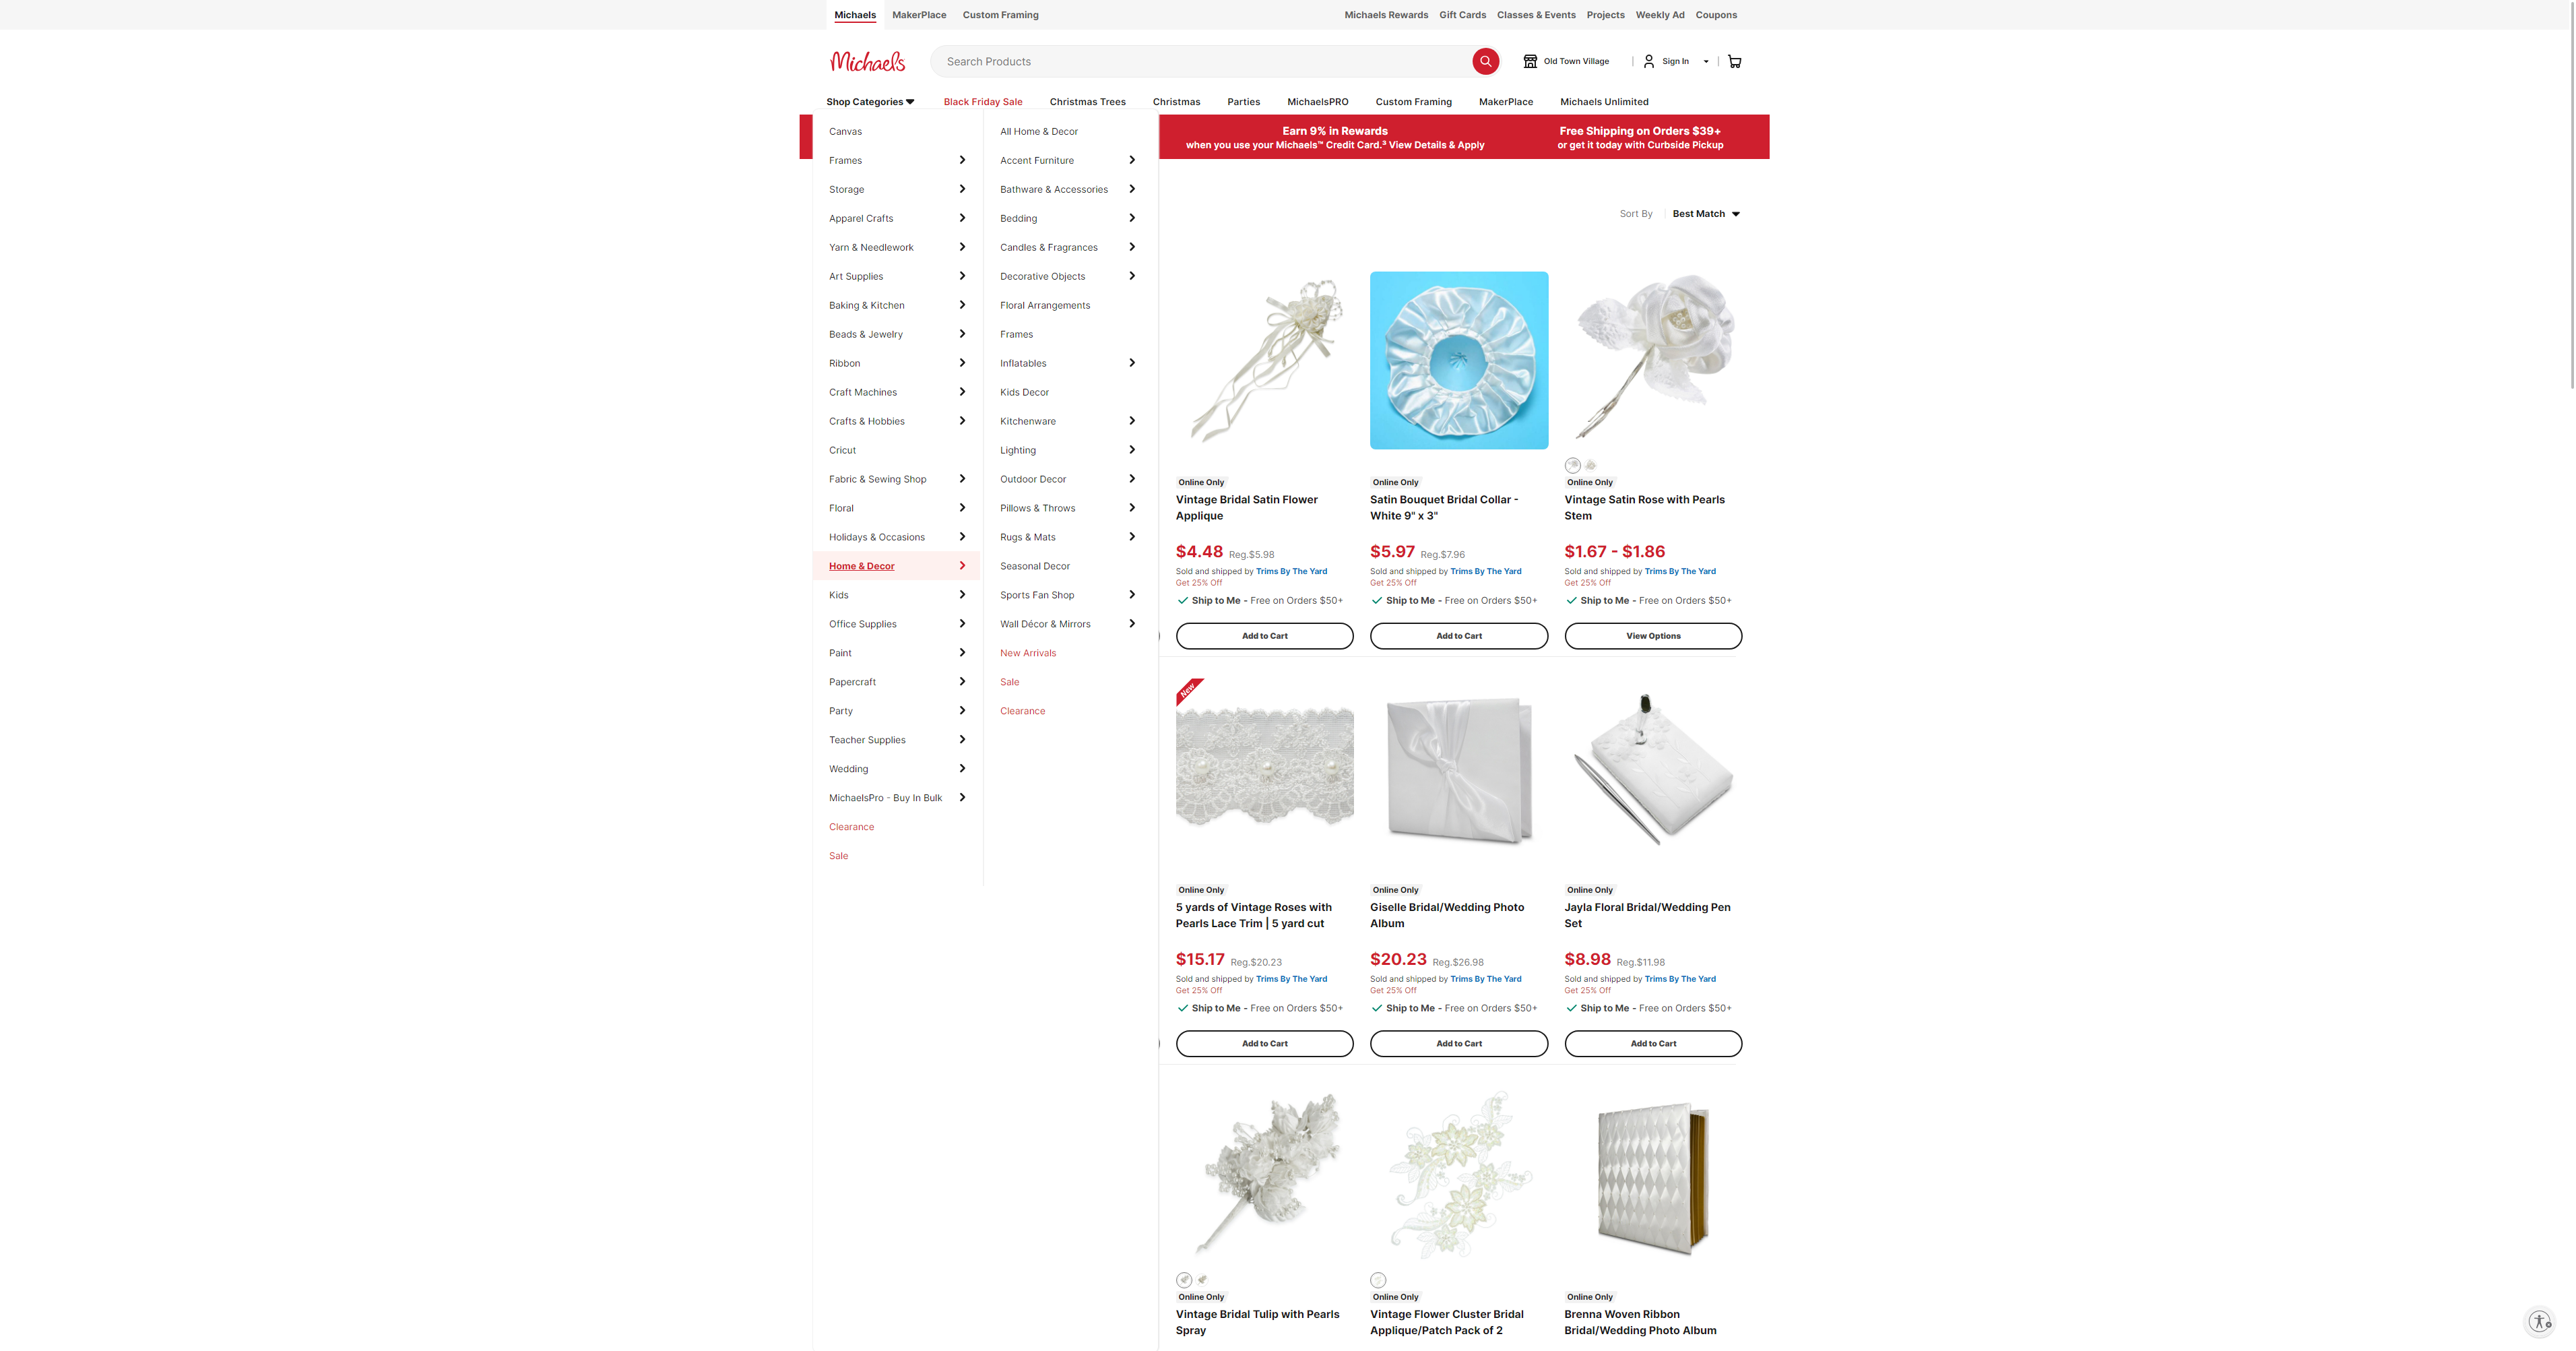 Michaels
MakerPlace
Custom Framing
Michaels Rewards
Gift Cards
Classes & Events
Projects
Weekly Ad
Coupons
Michaels
Search Products
Old Town Village
Sign In
Shop Categories
Black Friday Sale
Christmas Trees
Christmas
Parties
MichaelsPRO
Custom Framing
MakerPlace
Michaels Unlimited
Earn 9% in Rewards
when you use your Michaels™ Credit Card.³ View Details & Apply
Free Shipping on Orders $39+
or get it today with Curbside Pickup
Canvas
Frames
Storage
Apparel Crafts
Yarn & Needlework
Art Supplies
Baking & Kitchen
Beads & Jewelry
Ribbon
Craft Machines
Crafts & Hobbies
Cricut
Fabric & Sewing Shop
Floral
Holidays & Occasions
Home & Decor
Kids
Office Supplies
Paint
Papercraft
Party
Teacher Supplies
Wedding
MichaelsPro - Buy In Bulk
Clearance
Sale
All Home & Decor
Accent Furniture
Bathware & Accessories
Bedding
Candles & Fragrances
Decorative Objects
Floral Arrangements
Frames
Inflatables
Kids Decor
Kitchenware
Lighting
Outdoor Decor
Pillows & Throws
Rugs & Mats
Seasonal Decor
Sports Fan Shop
Wall Décor & Mirrors
New Arrivals
Sale
Clearance
Sort By
Best Match
Online Only
Vintage Bridal Satin Flower
Applique
$4.48 Reg.$5.98
Sold and shipped by Trims By The Yard
Get 25% Off
Ship to Me - Free on Orders $50+
Add to Cart
Online Only
Satin Bouquet Bridal Collar -
White 9" x 3"
$5.97 Reg.$7.96
Sold and shipped by Trims By The Yard
Get 25% Off
Ship to Me - Free on Orders $50+
Add to Cart
Online Only
Vintage Satin Rose with Pearls
Stem
$1.67 - $1.86
Sold and shipped by Trims By The Yard
Get 25% Off
Ship to Me - Free on Orders $50+
View Options
New
Online Only
5 yards of Vintage Roses with
Pearls Lace Trim | 5 yard cut
$15.17 Reg.$20.23
Sold and shipped by Trims By The Yard
Get 25% Off
Ship to Me - Free on Orders $50+
Add to Cart
Online Only
Giselle Bridal/Wedding Photo
Album
$20.23 Reg.$26.98
Sold and shipped by Trims By The Yard
Get 25% Off
Ship to Me - Free on Orders $50+
Add to Cart
Online Only
Jayla Floral Bridal/Wedding Pen
Set
$8.98 Reg.$11.98
Sold and shipped by Trims By The Yard
Get 25% Off
Ship to Me - Free on Orders $50+
Add to Cart
Online Only
Vintage Bridal Tulip with Pearls
Spray
Online Only
Vintage Flower Cluster Bridal
Applique/Patch Pack of 2
Online Only
Brenna Woven Ribbon
Bridal/Wedding Photo Album